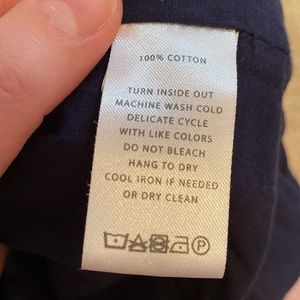 100% COTTON
TURN INSIDE OUT
MACHINE WASH COLD
DELICATE CYCLE
WITH LIKE COLORS
DO NOT BLEACH
HANG TO DRY
COOL IRON IF NEEDED
OR DRY CLEAN
P